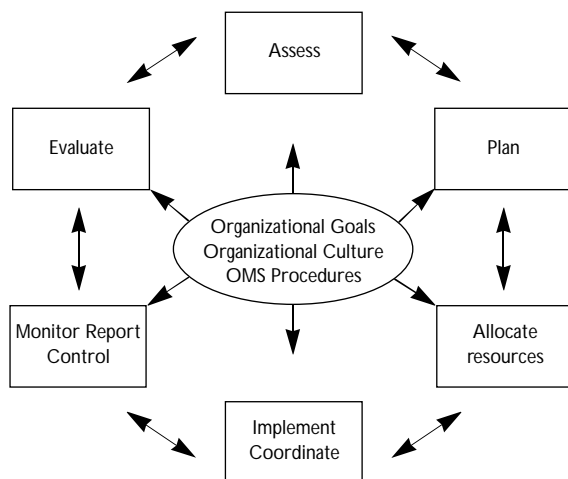 Assess
Evaluate
Plan
Organizational Goals
Organizational Culture
OMS Procedures
Monitor Report
Control
Allocate
resources
Implement
Coordinate